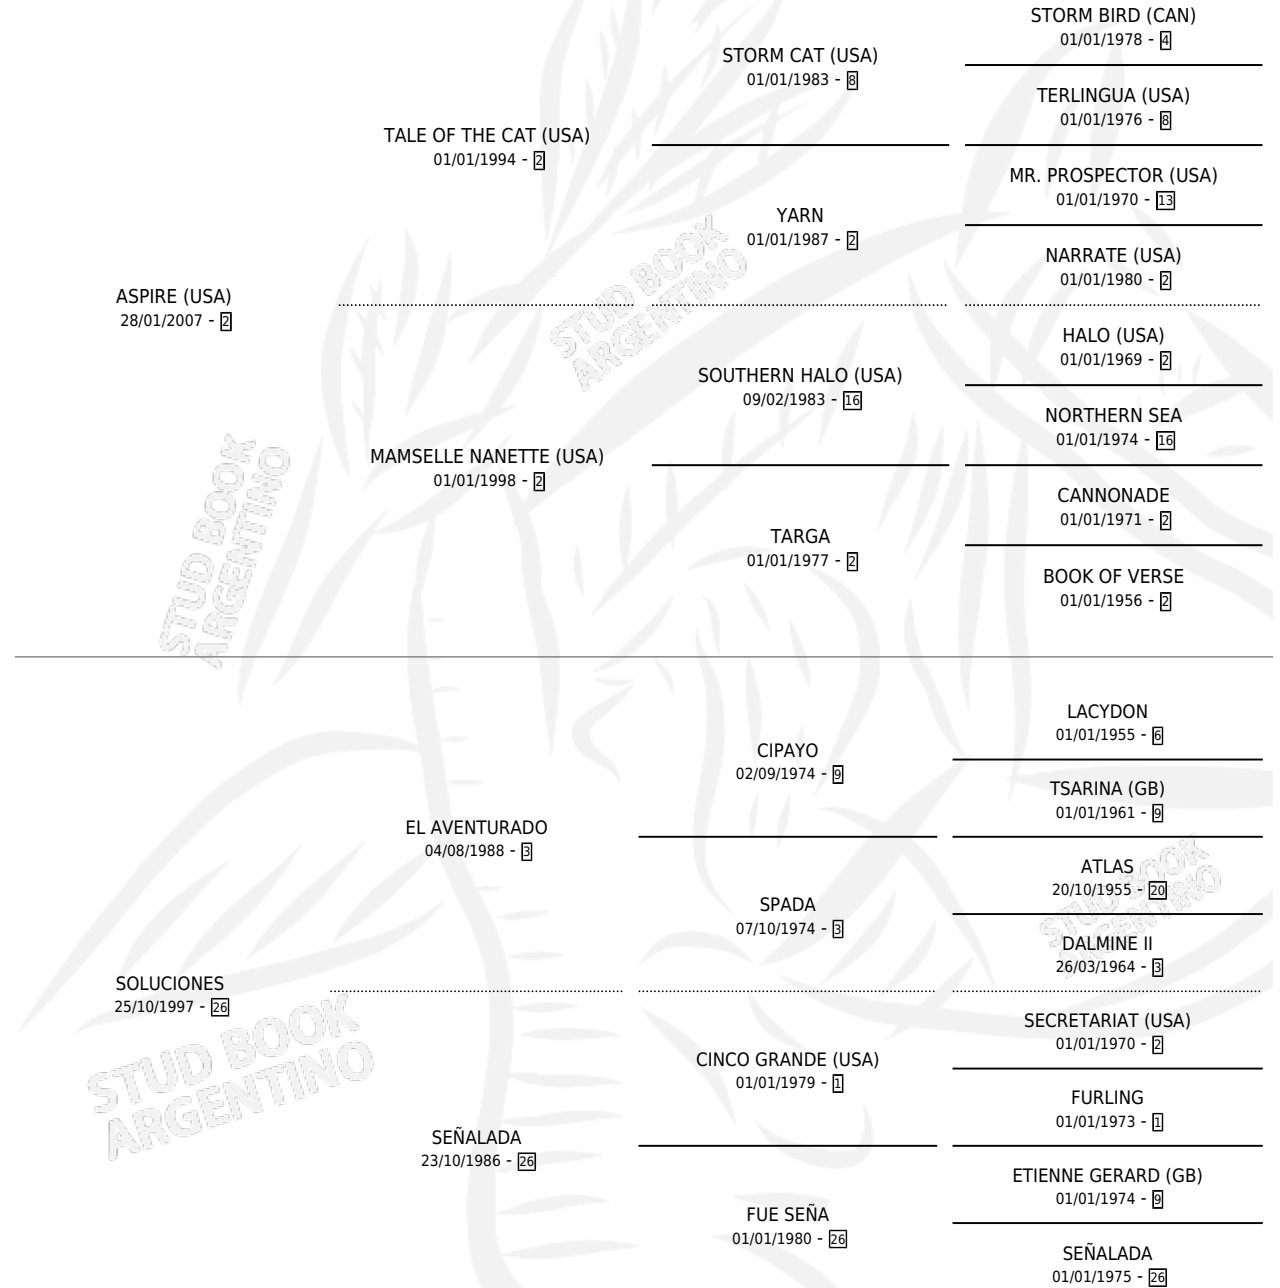 STORM BIRD (CAN)
01/01/1978 - 4
STORM CAT (USA)
01/01/1983 - 8
TERLINGUA (USA)
01/01/1976 - 8
TALE OF THE CAT (USA)
01/01/1994 - 2
MR. PROSPECTOR (USA)
01/01/1970 - 13
YARN
01/01/1987 - 2
NARRATE (USA)
01/01/1980 - 2
ASPIRE (USA)
28/01/2007 - 2
HALO (USA)
01/01/1969 - 2
SOUTHERN HALO (USA)
09/02/1983 - 16
NORTHERN SEA
01/01/1974 - 16
MAMSELLE NANETTE (USA)
01/01/1998 - 2
CANNONADE
01/01/1971 - 2
TARGA
01/01/1977 - 2
BOOK OF VERSE
01/01/1956 - 2
LACYDON
01/01/1955 - 6
CIPAYO
02/09/1974 - 9
TSARINA (GB)
01/01/1961 - 9
EL AVENTURADO
04/08/1988 - 3
ATLAS
20/10/1955 - 20
SPADA
07/10/1974 - 3
DALMINE II
26/03/1964 - 3
SOLUCIONES
25/10/1997 - 26
SECRETARIAT (USA)
01/01/1970 - 2
CINCO GRANDE (USA)
01/01/1979 - 1
FURLING
01/01/1973 - 1
SEÑALADA
23/10/1986 - 26
ETIENNE GERARD (GB)
01/01/1974 - 9
FUE SEÑA
01/01/1980 - 26
SEÑALADA
01/01/1975 - 26
STUD BOOK
ARGENTINO
STUD BOOK
ARGENTINO
STUD BOOK
ARGENTINO
STUD BOOK
ARGENTINO